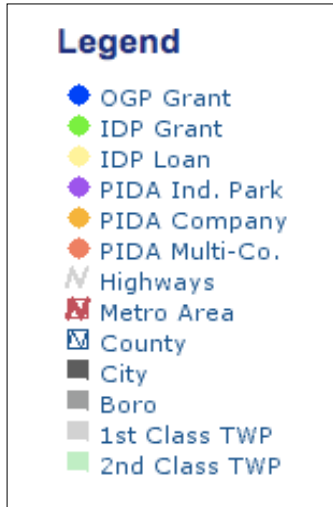 Legend
OGP Grant
IDP Grant
IDP Loan
PIDA Ind. Park
PIDA Company
PIDA Multi-Co.
Highways
Metro Area
County
City
Boro
1st Class TWP
2nd Class TWP